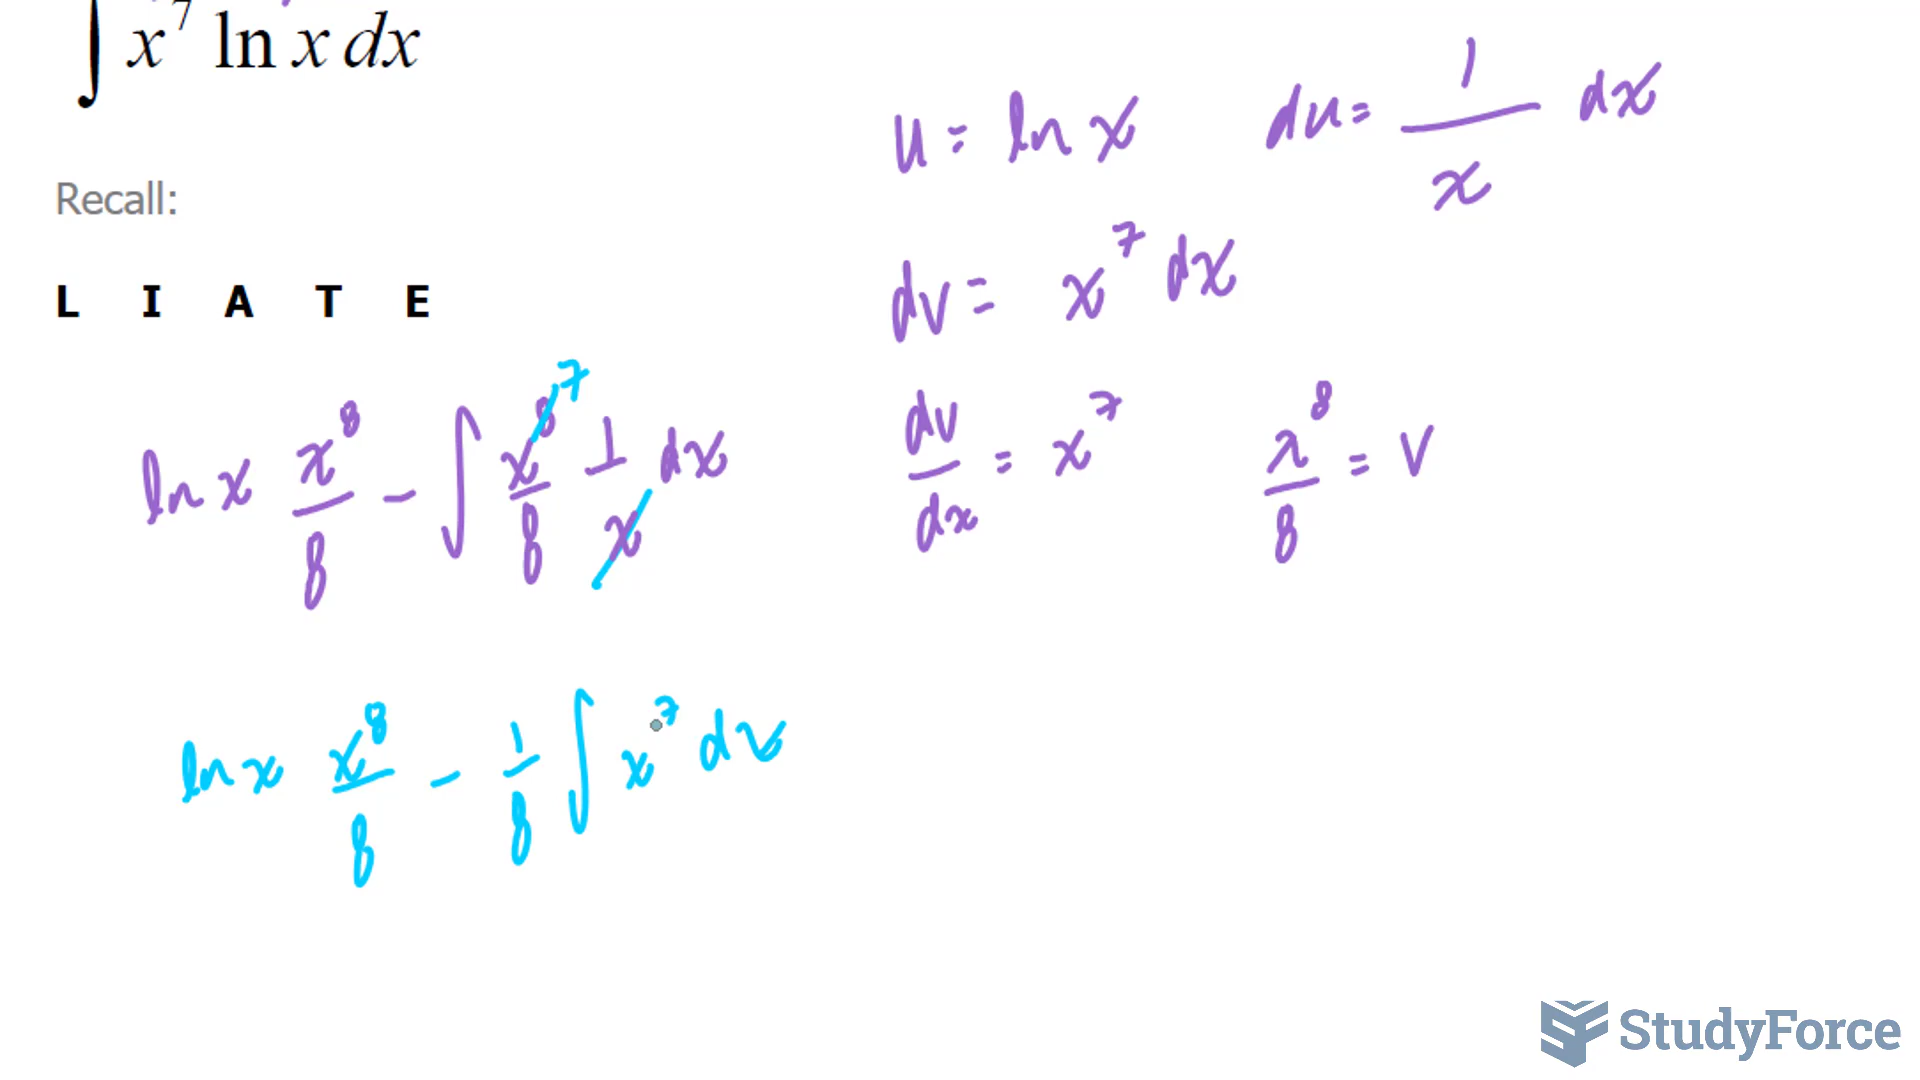 ∫ x⁷ ln x dx
u = ln x   du = 1/x dx
Recall:
dv = x⁷ dx
L I A T E
ln x x⁸/8 − ∫ x⁸/8 1/x dx
7
dv/dx = x⁷   x⁸/8 = v
ln x x⁸/8 − 1/8 ∫ x⁷ dx
StudyForce